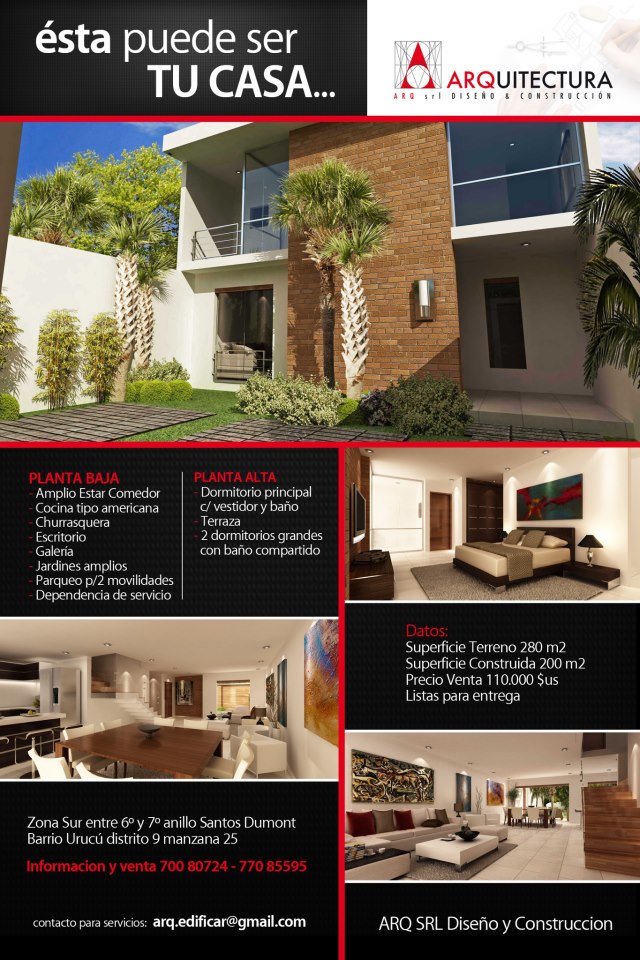 ésta puede ser
TU CASA...
ARQUITECTURA
ARQ srl DISEÑO & CONSTRUCCIÓN
PLANTA BAJA
- Amplio Estar Comedor
- Cocina tipo americana
- Churrasquera
- Escritorio
- Galería
- Jardines amplios
- Parqueo p/2 movilidades
- Dependencia de servicio
PLANTA ALTA
- Dormitorio principal
c/ vestidor y baño
- Terraza
- 2 dormitorios grandes
con baño compartido
Datos:
Superficie Terreno 280 m2
Superficie Construida 200 m2
Precio Venta 110.000 $us
Listas para entrega
Zona Sur entre 6º y 7º anillo Santos Dumont
Barrio Urucú distrito 9 manzana 25
Informacion y venta 700 80724 - 770 85595
contacto para servicios: arq.edificar@gmail.com
ARQ SRL Diseño y Construccion